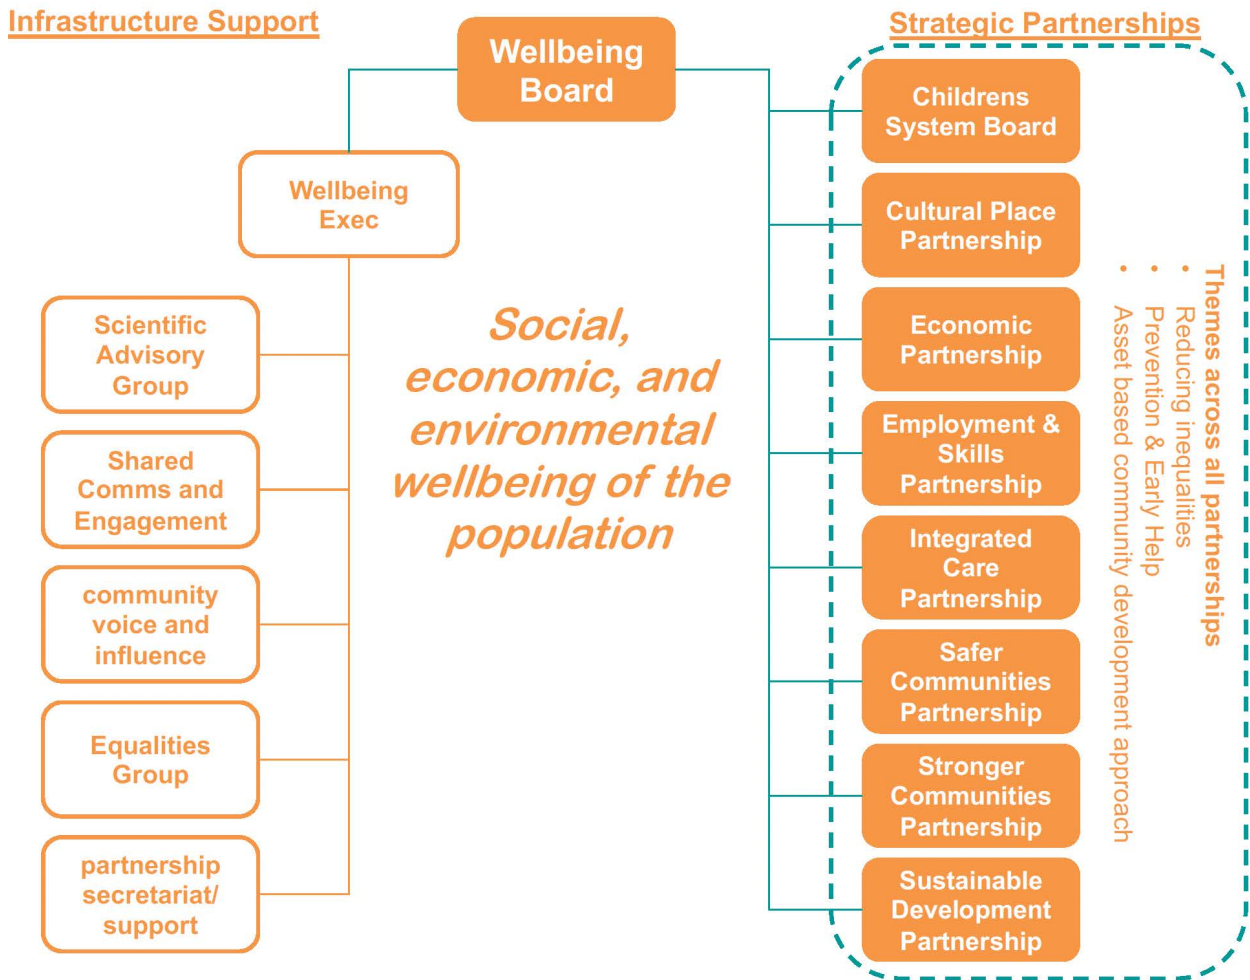 Infrastructure Support
Wellbeing
Board
Strategic Partnerships
Wellbeing
Exec
Scientific
Advisory
Group
Shared
Comms and
Engagement
community
voice and
influence
Equalities
Group
partnership
secretariat/
support
Social,
economic, and
environmental
wellbeing of the
population
Childrens
System Board
Cultural Place
Partnership
Economic
Partnership
Employment &
Skills
Partnership
Integrated
Care
Partnership
Safer
Communities
Partnership
Stronger
Communities
Partnership
Sustainable
Development
Partnership
Themes across all partnerships
• Reducing inequalities
• Prevention & Early Help
• Asset based community development approach